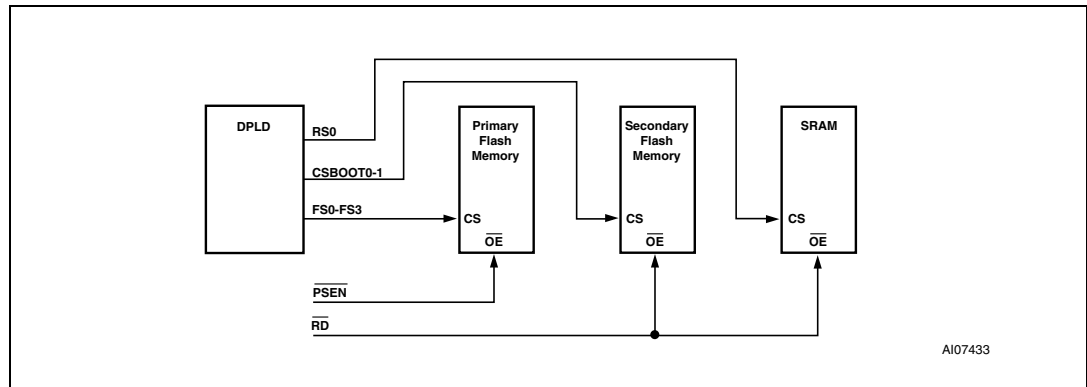 DPLD
RS0
CSBOOT0-1
FS0-FS3
Primary
Flash
Memory
CS
OE
Secondary
Flash
Memory
CS
OE
SRAM
CS
OE
PSEN
RD
AI07433